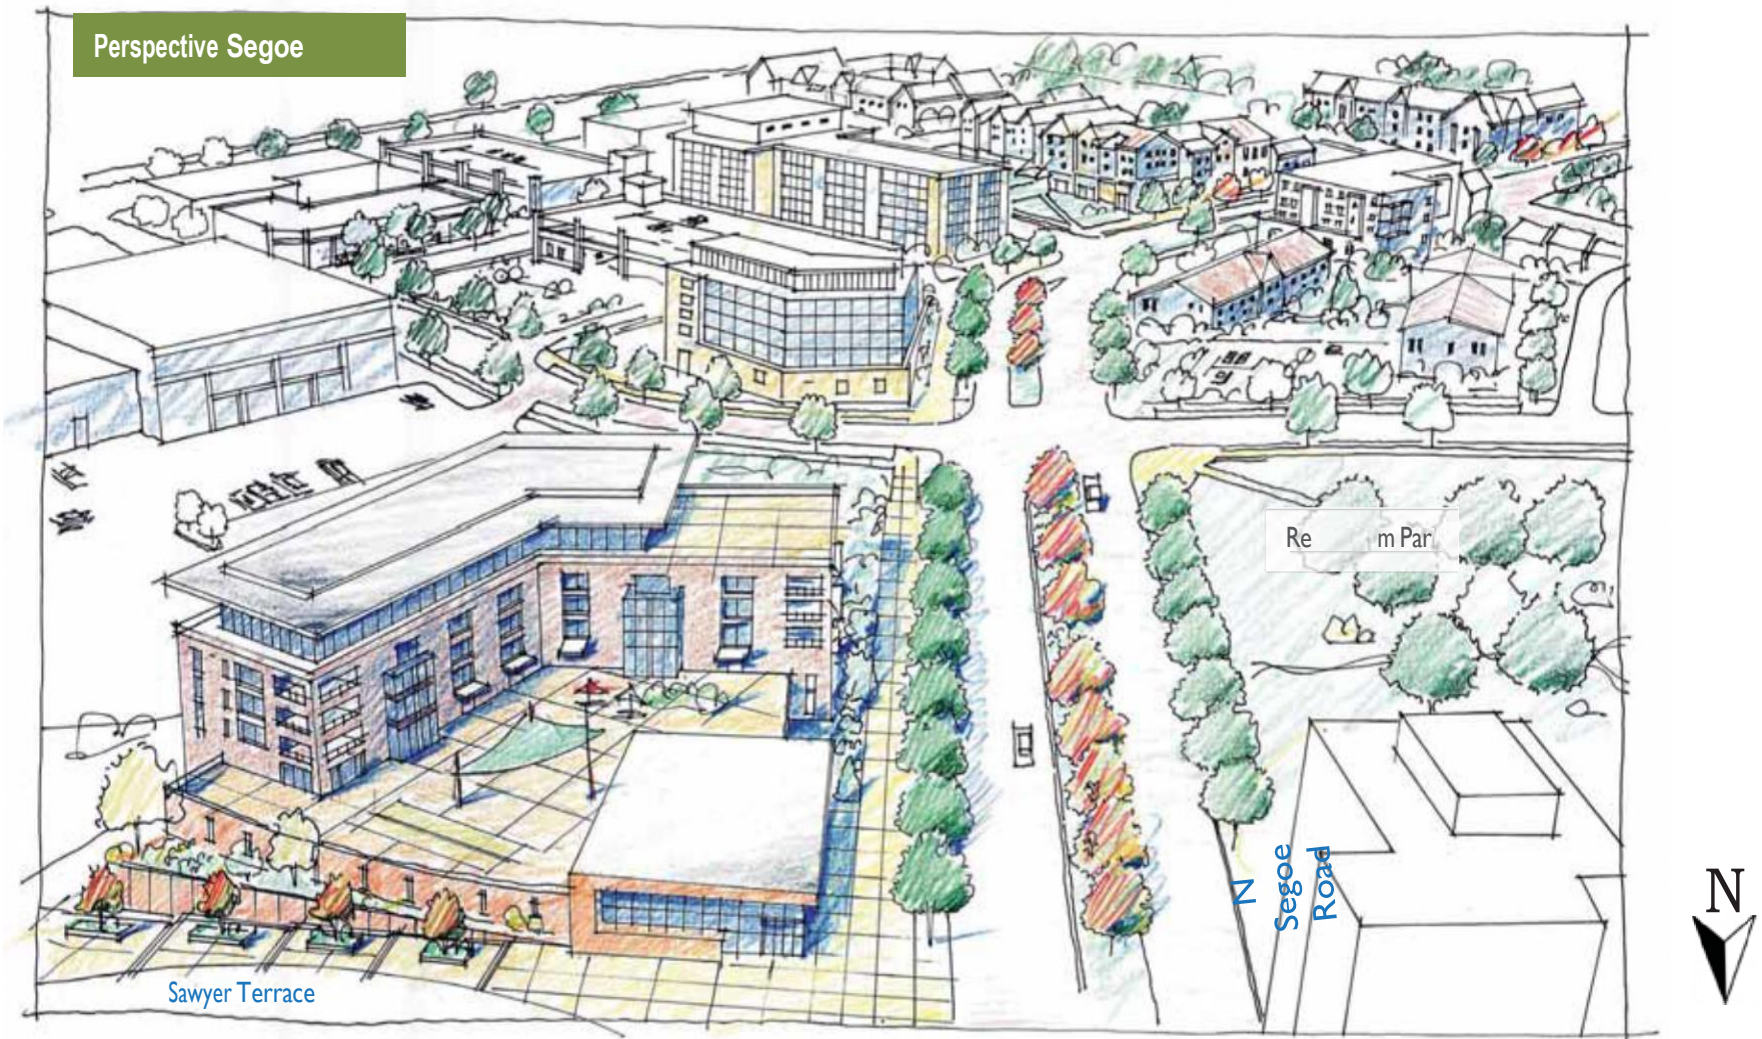 Perspective Segoe
Re m Par
N Segoe Road
N
Sawyer Terrace